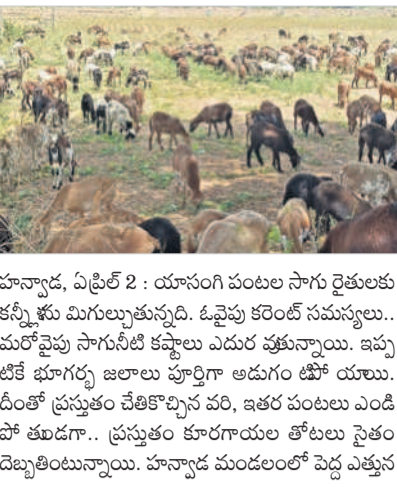 హన్వాడ, ఏప్రిల్ 2 : యాసంగి పంటల సాగు రైతులకు
కన్నీళ్లను మిగుల్చుతున్నది. ఓవైపు కరెంట్ సమస్యలు..
మరోవైపు సాగునీటి కష్టాలు ఎదుర వుతున్నాయి. ఇప్ప
టికే భూగర్భ జలాలు పూర్తిగా అడుగం టిపో యాయి.
దీంతో ప్రస్తుతం చేతికొచ్చిన వరి, ఇతర పంటలు ఎండి
పో తుండగా.. ప్రస్తుతం కూరగాయల తోటలు సైతం
దెబ్బతింటున్నాయి. హన్వాడ మండలంలో పెద్ద ఎత్తున